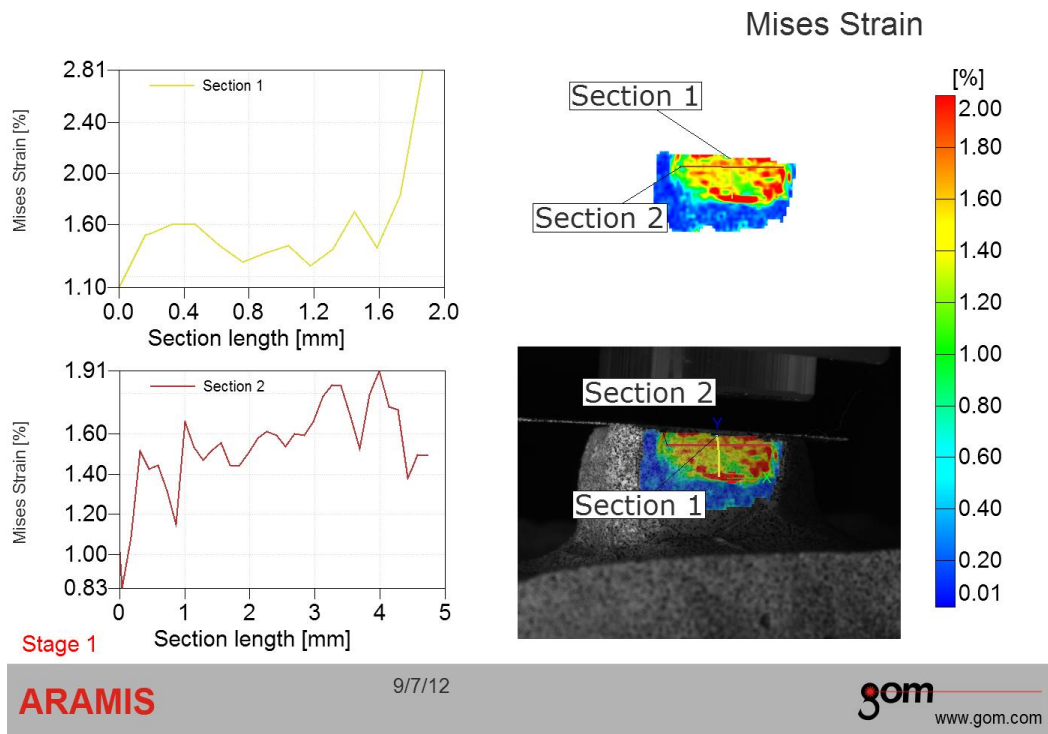 Mises Strain
2.81
2.40
2.00
1.60
1.10
Mises Strain [%]
Section 1
0.0 0.4 0.8 1.2 1.6 2.0
Section length [mm]
1.91
1.60
1.40
1.20
1.00
0.83
Mises Strain [%]
Section 2
0 1 2 3 4 5
Section length [mm]
Stage 1
Section 1
Section 2
[%]
2.00
1.80
1.60
1.40
1.20
1.00
0.80
0.60
0.40
0.20
0.01
Section 2
Y
X
Section 1
ARAMIS
9/7/12
gom
www.gom.com